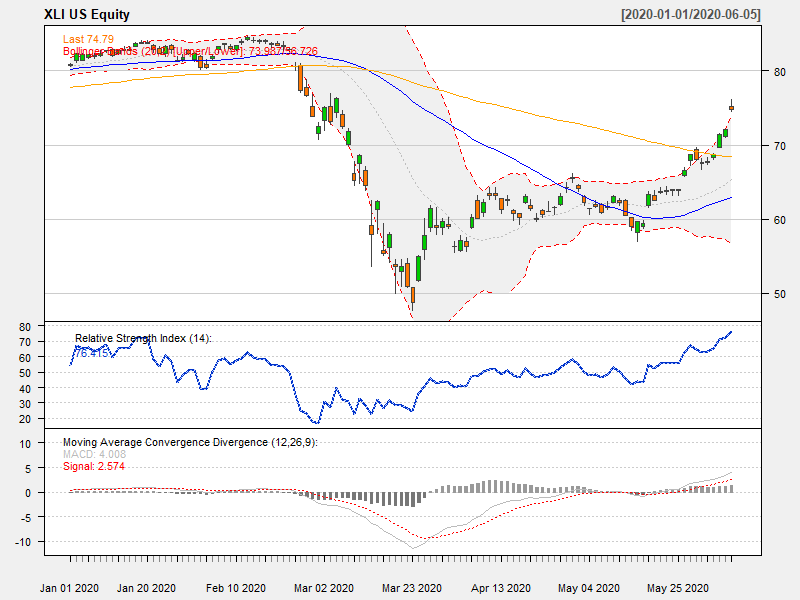 XLI US Equity [2020-01-01/2020-06-05]
Last 74.79
Bollinger Bands [Upper/Lower]: 73.987/56.726
80
70
60
50
80
70
60
50
40
30
20
Relative Strength Index (14):
76.415
10
5
0
-5
-10
Moving Average Convergence Divergence (12,26,9):
MACD: 4.008
Signal: 2.574
Jan 01 2020 Jan 20 2020 Feb 10 2020 Mar 02 2020 Mar 23 2020 Apr 13 2020 May 04 2020 May 25 2020